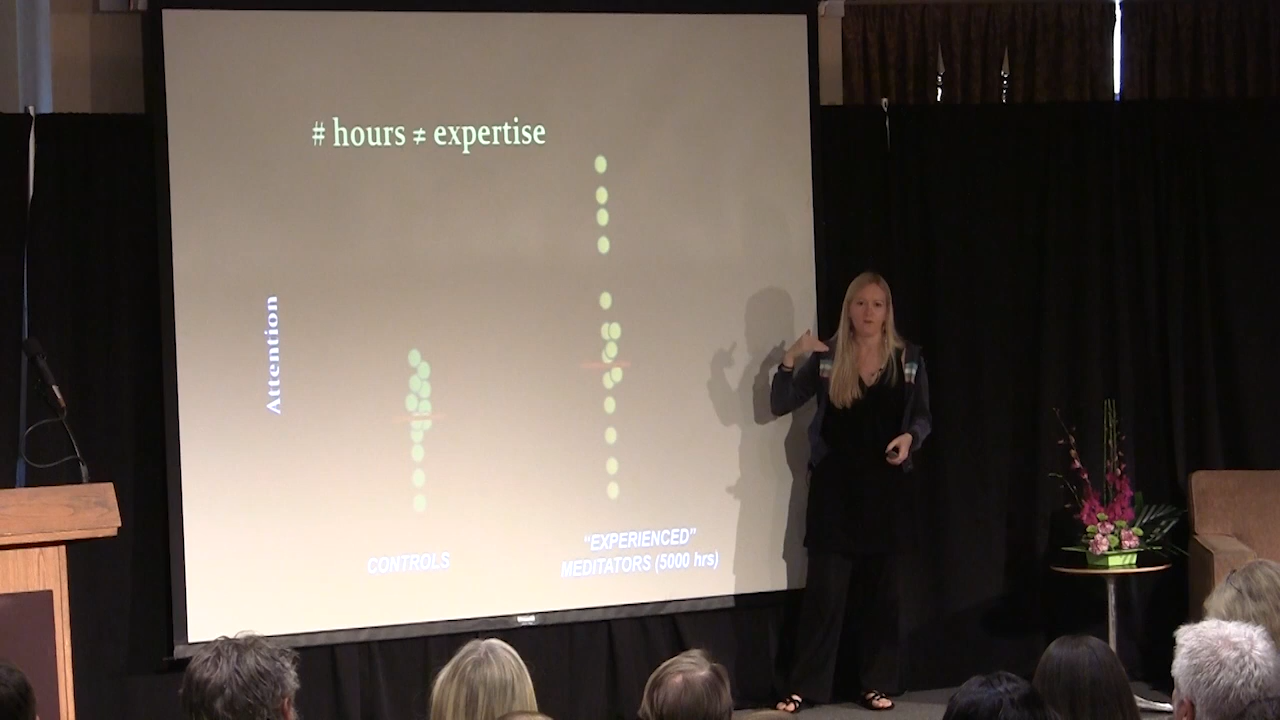 # hours ≠ expertise
Attention
CONTROLS
“EXPERIENCED”
MEDITATORS (5000 hrs)